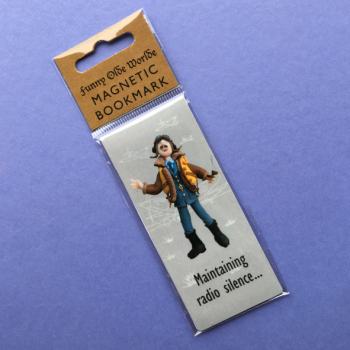 Funny Olde Worlde
MAGNETIC
BOOKMARK
Maintaining
radio silence...